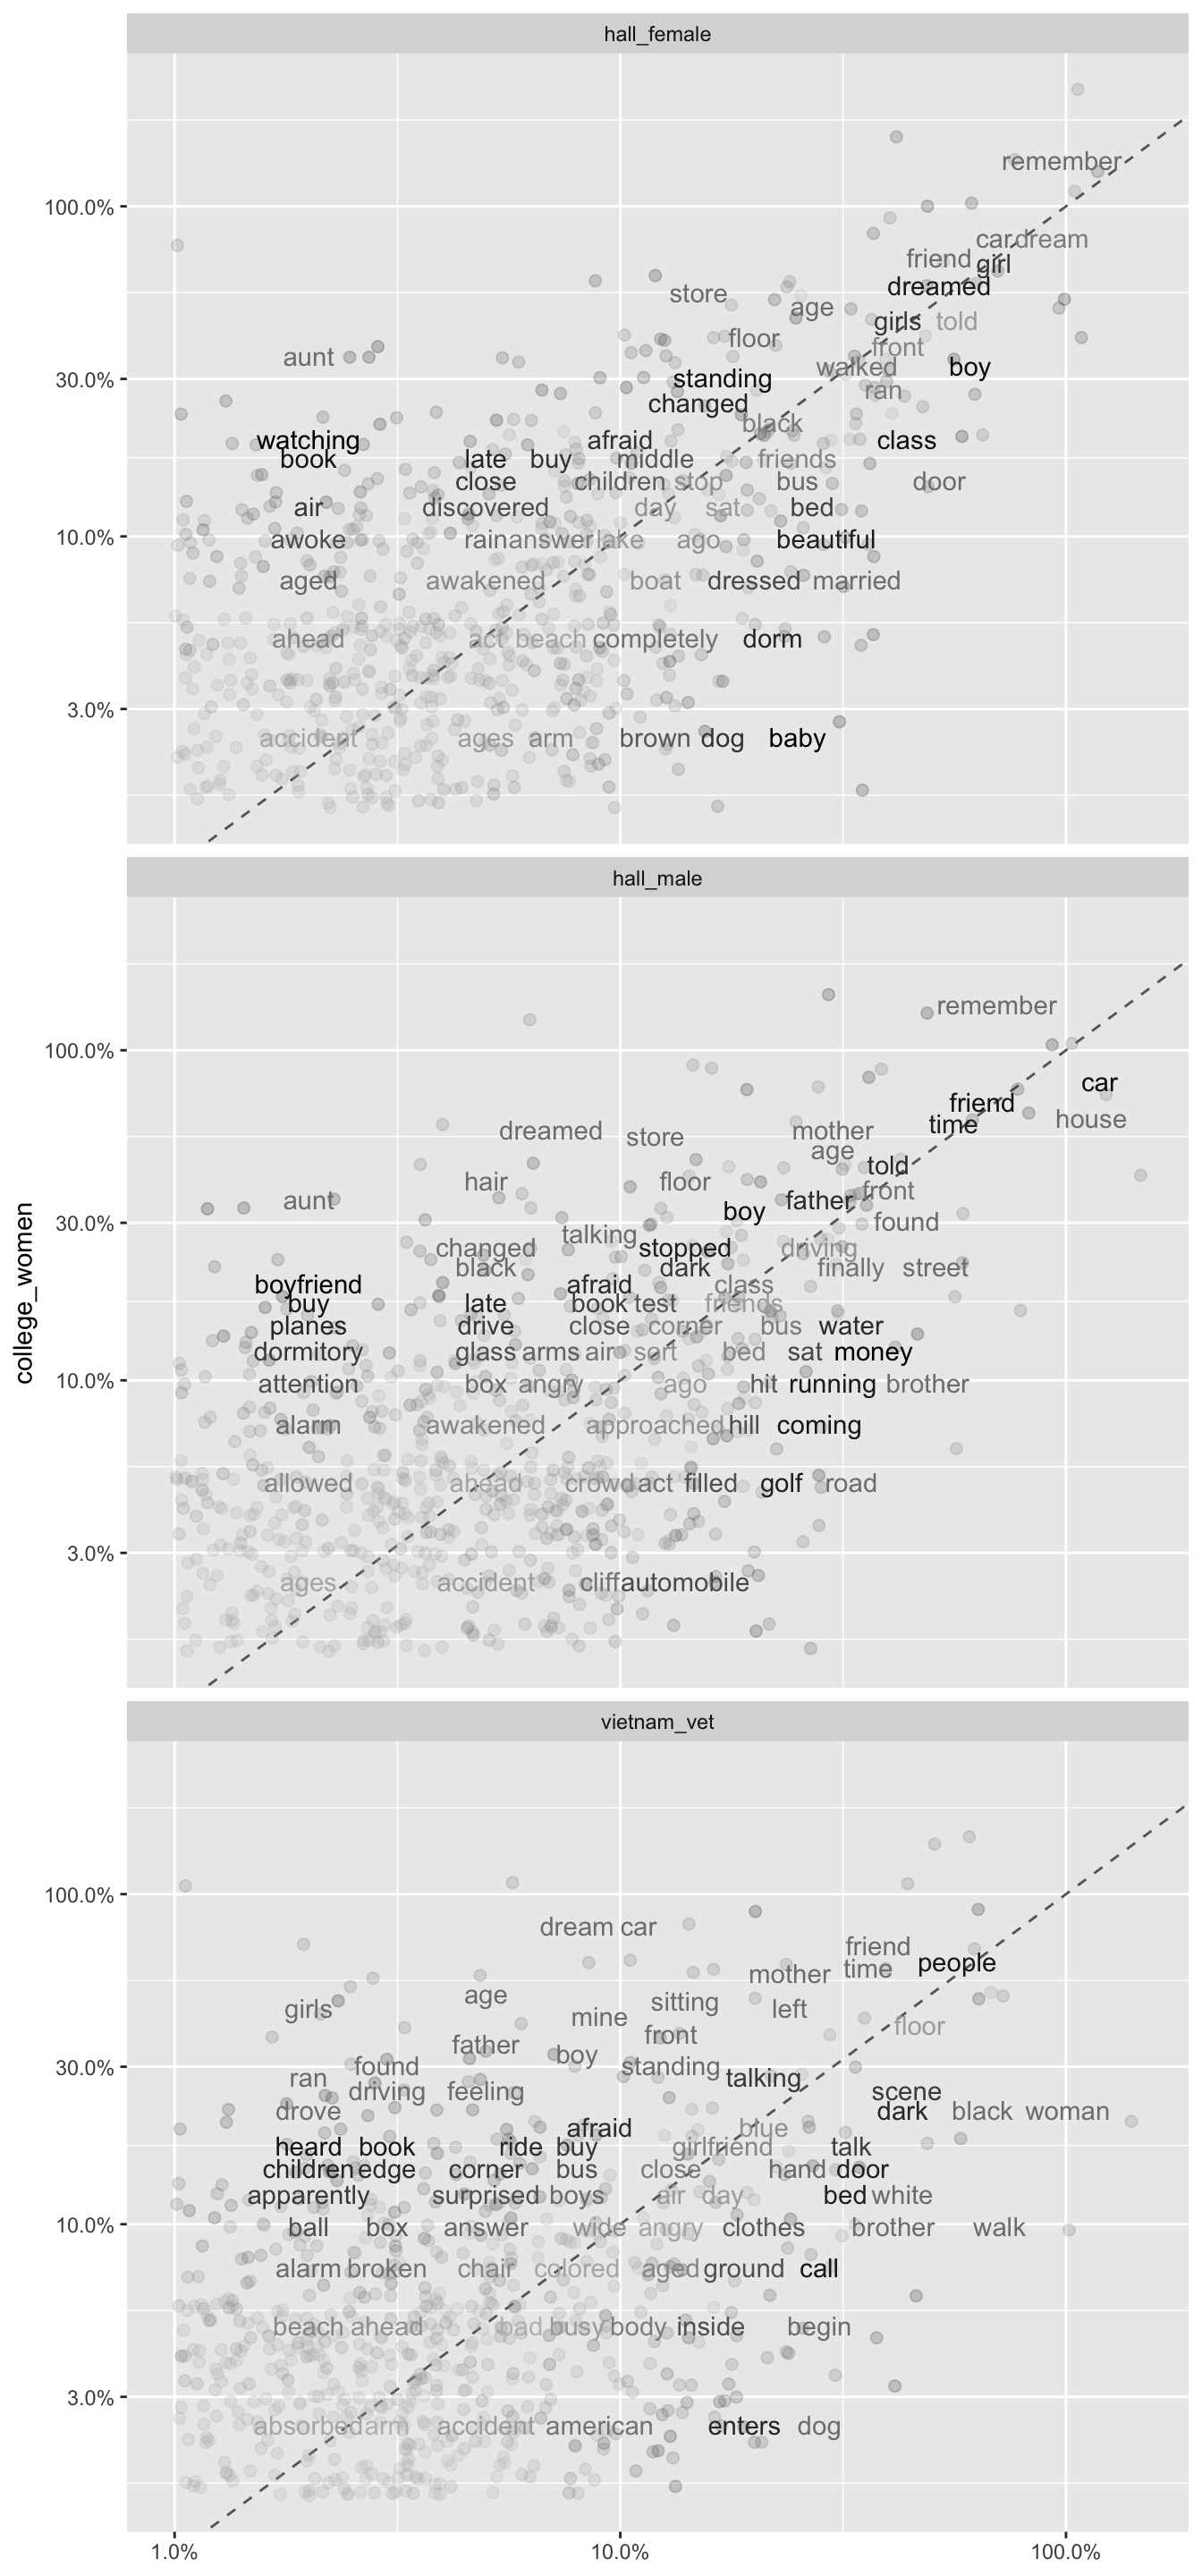 hall_female
remember
100.0%
car dream
friend girl
dreamed
store
age
girls told
floor
front
aunt
walked boy
30.0%
standing
ran
changed
black
watching afraid class
book late buy middle friends
close children stop bus door
air discovered day sat bed
10.0% awoke rain answer lake ago beautiful
aged awakened boat dressed married
ahead act beach completely dorm
3.0%
accident ages arm brown dog baby
hall_male
remember
100.0%
car
friend
time house
dreamed store mother
age
told
hair floor
aunt father front
boy found
30.0%
talking
changed stopped driving
black dark finally street
boyfriend afraid class
buy late book test friends
planes drive close corner bus water
dormitory glass arms air sort bed sat money
10.0% attention box angry ago hit running brother
alarm awakened approached hill coming
allowed ahead crowd act filled golf road
3.0%
ages accident cliff automobile
college_women
vietnam_vet
100.0%
dream car
friend
time people
mother
age sitting left
girls mine
floor
front
father boy
30.0% found standing
ran talking
driving feeling scene
drove dark black woman
afraid blue
heard book ride buy girlfriend talk
children edge corner bus close hand door
apparently surprised boys air day bed white
10.0% ball box answer wide angry clothes brother walk
alarm broken chair colored aged ground call
beach ahead bad busy body inside begin
3.0%
absorbed arm accident american enters dog
1.0% 10.0% 100.0%